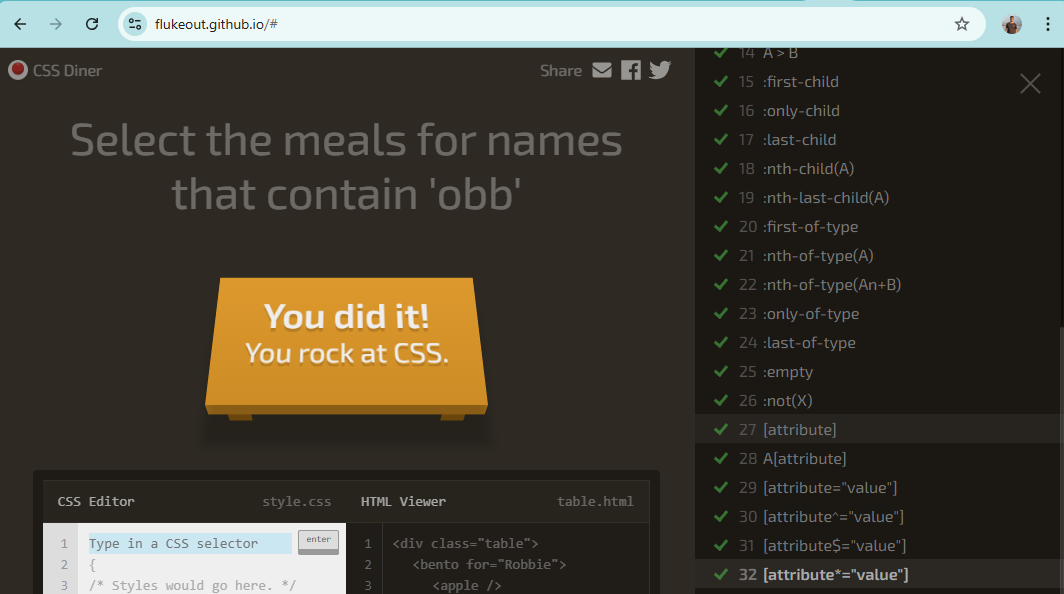 flukeout.github.io/#
CSS Diner
Share
Select the meals for names
that contain 'obb'
You did it!
You rock at CSS.
CSS Editor
style.css
HTML Viewer
table.html
1
Type in a CSS selector
enter
2
{
3
/* Styles would go here. */
1
<div class="table">
2
<bento for="Robbie">
3
<apple />
14 A > B
15 :first-child
16 :only-child
17 :last-child
18 :nth-child(A)
19 :nth-last-child(A)
20 :first-of-type
21 :nth-of-type(A)
22 :nth-of-type(An+B)
23 :only-of-type
24 :last-of-type
25 :empty
26 :not(X)
27 [attribute]
28 A[attribute]
29 [attribute="value"]
30 [attribute^="value"]
31 [attribute$="value"]
32 [attribute*="value"]